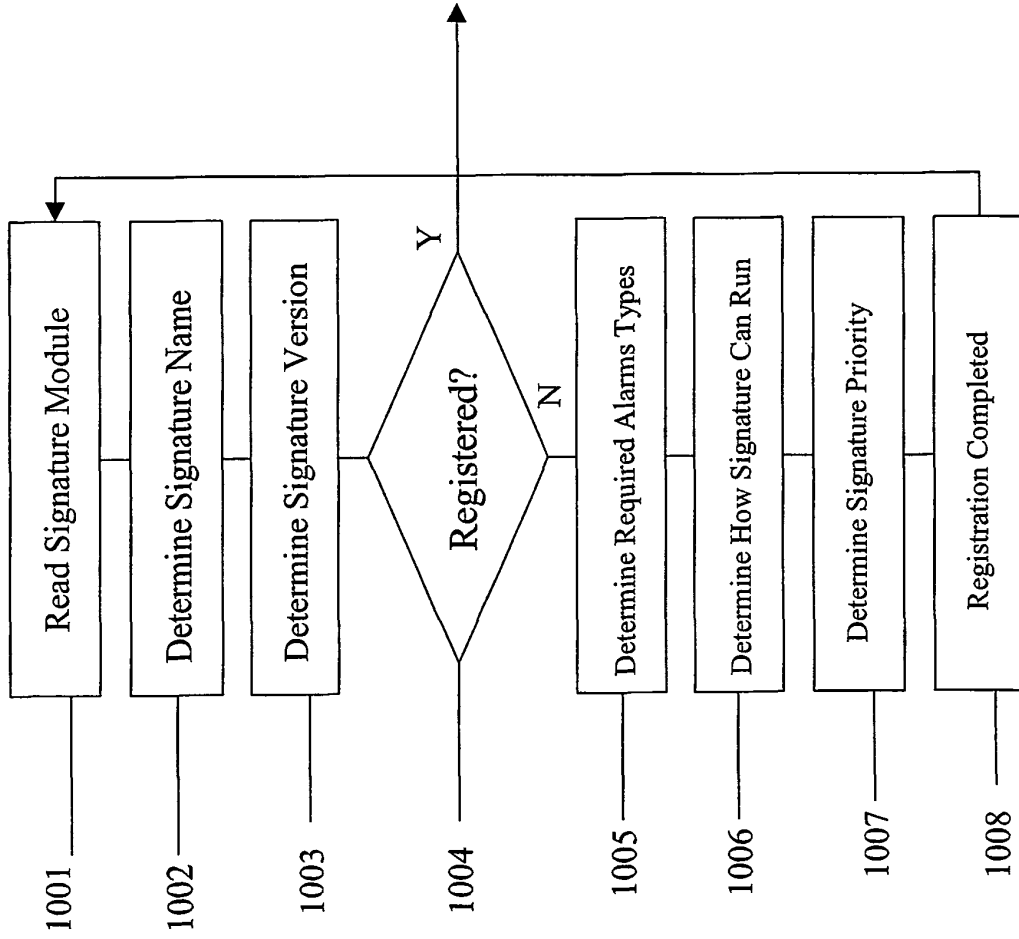 1001
Read Signature Module
1002
Determine Signature Name
1003
Determine Signature Version
1004
Registered?
Y
N
1005
Determine Required Alarms Types
1006
Determine How Signature Can Run
1007
Determine Signature Priority
1008
Registration Completed